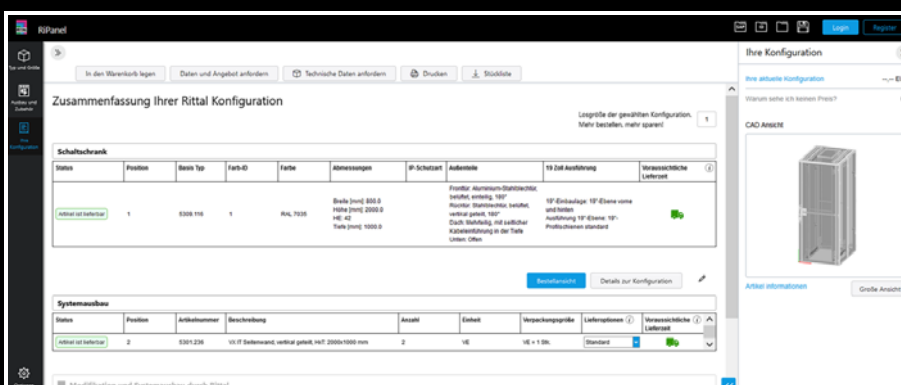 RiPanel
Login
Register
Typ und Größe
Ausbau und Zubehör
Ihre Konfiguration
In den Warenkorb legen
Daten und Angebot anfordern
Technische Daten anfordern
Drucken
Stückliste
Zusammenfassung Ihrer Rittal Konfiguration
Losgröße der gewählten Konfiguration.
Mehr bestellen, mehr sparen!
1
Schaltschrank
Status Position Basis Typ Farb-ID Farbe Abmessungen IP-Schutzart Außenteile 19 Zoll Ausführung Voraussichtliche Lieferzeit
Artikel ist lieferbar
1
5309.116
1
RAL 7035
Breite [mm]: 800.0
Höhe [mm]: 2000.0
HE: 42
Tiefe [mm]: 1000.0
Fronttür: Aluminium-Stahlblechtür,
belüftet, einteilig, 180°
Rücktür: Stahlblechtür, belüftet,
vertikal geteilt, 180°
Dach: Mehrteilig, mit seitlicher
Kabeleinführung in der Tiefe
Unten: Offen
19"-Einbaulage: 19"-Ebene vorne
und hinten
Ausführung 19"-Ebene: 19"-
Profilschienen standard
Bestellansicht
Details zur Konfiguration
Systemausbau
Status Position Artikelnummer Beschreibung Anzahl Einheit Verpackungsgröße Lieferoptionen Voraussichtliche Lieferzeit
Artikel ist lieferbar 2 5301.236 VX IT Seitenwand, vertikal geteilt, HxT: 2000x1000 mm 2 VE VE = 1 Stk. Standard
Modifikation und Systemausbau durch Rittal
Ihre Konfiguration
Ihre aktuelle Konfiguration
--,-- E
Warum sehe ich keinen Preis?
CAD Ansicht
Artikel informationen
Große Ansicht